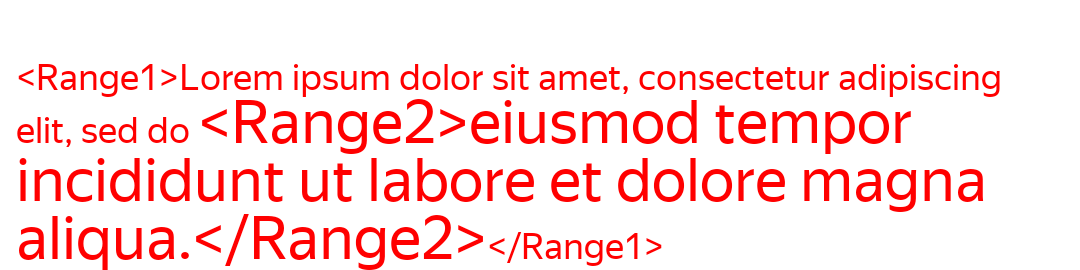 <Range1>Lorem ipsum dolor sit amet, consectetur adipiscing
elit, sed do <Range2>eiusmod tempor
incididunt ut labore et dolore magna
aliqua.</Range2></Range1>